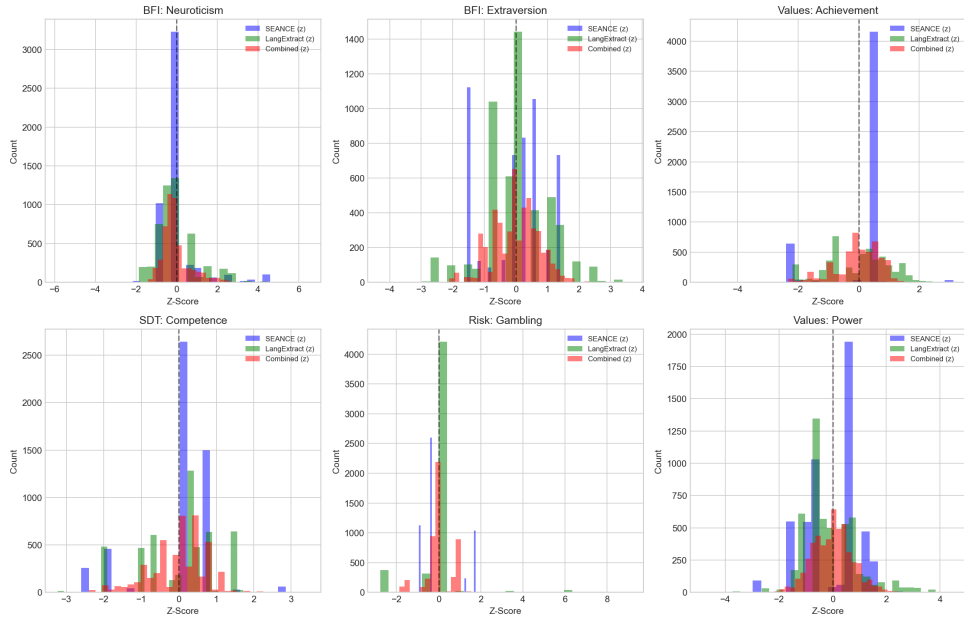 BFI: Neuroticism
SEANCE (z)
LangExtract (z)
Combined (z)
Count
3000
2500
2000
1500
1000
500
0
−6 −4 −2 0 2 4 6
Z-Score
BFI: Extraversion
SEANCE (z)
LangExtract (z)
Combined (z)
Count
1400
1200
1000
800
600
400
200
0
−4 −3 −2 −1 0 1 2 3 4
Z-Score
Values: Achievement
SEANCE (z)
LangExtract (z)
Combined (z)
Count
4000
3500
3000
2500
2000
1500
1000
500
0
−4 −2 0 2
Z-Score
SDT: Competence
SEANCE (z)
LangExtract (z)
Combined (z)
Count
2500
2000
1500
1000
500
0
−3 −2 −1 0 1 2 3
Z-Score
Risk: Gambling
SEANCE (z)
LangExtract (z)
Combined (z)
Count
4000
3500
3000
2500
2000
1500
1000
500
0
−2 0 2 4 6 8
Z-Score
Values: Power
SEANCE (z)
LangExtract (z)
Combined (z)
Count
2000
1750
1500
1250
1000
750
500
250
0
−4 −2 0 2 4
Z-Score